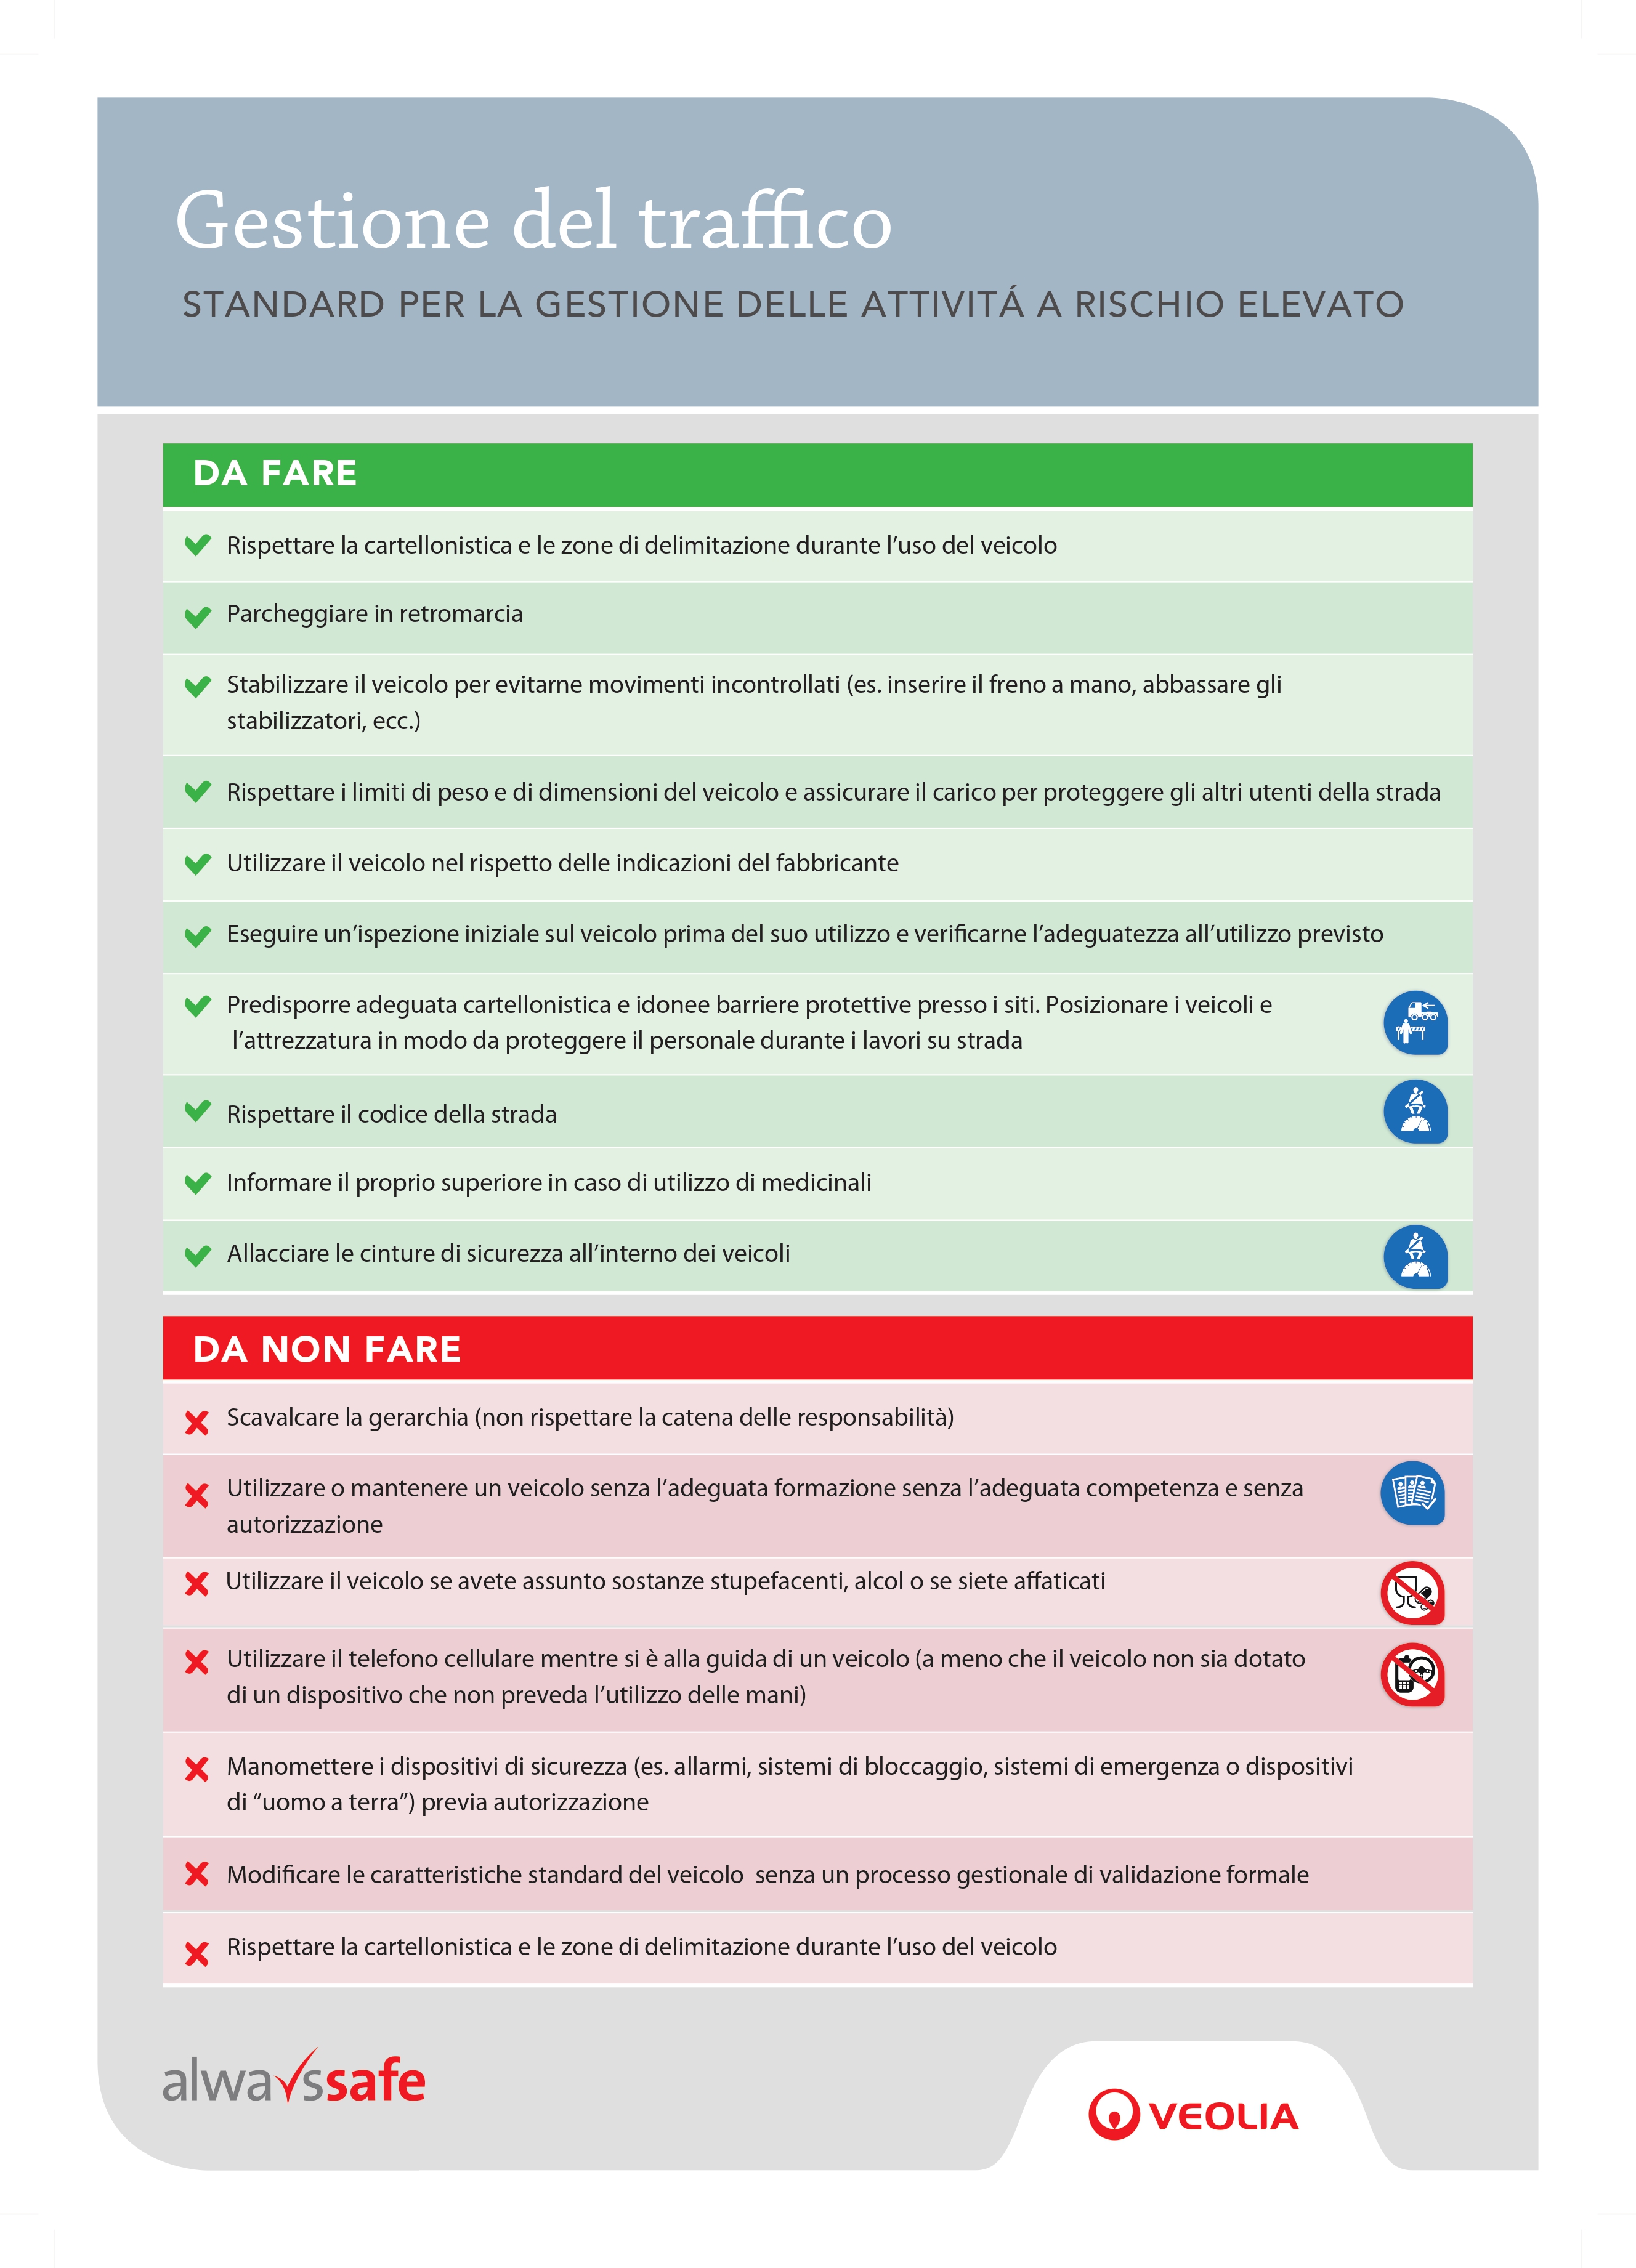 Gestione del traffico
STANDARD PER LA GESTIONE DELLE ATTIVITÁ A RISCHIO ELEVATO
DA FARE
Rispettare la cartellonistica e le zone di delimitazione durante l’uso del veicolo
Parcheggiare in retromarcia
Stabilizzare il veicolo per evitarne movimenti incontrollati (es. inserire il freno a mano, abbassare gli
stabilizzatori, ecc.)
Rispettare i limiti di peso e di dimensioni del veicolo e assicurare il carico per proteggere gli altri utenti della strada
Utilizzare il veicolo nel rispetto delle indicazioni del fabbricante
Eseguire un’ispezione iniziale sul veicolo prima del suo utilizzo e verificarne l’adeguatezza all’utilizzo previsto
Predisporre adeguata cartellonistica e idonee barriere protettive presso i siti. Posizionare i veicoli e
l’attrezzatura in modo da proteggere il personale durante i lavori su strada
Rispettare il codice della strada
Informare il proprio superiore in caso di utilizzo di medicinali
Allacciare le cinture di sicurezza all’interno dei veicoli
DA NON FARE
Scavalcare la gerarchia (non rispettare la catena delle responsabilità)
Utilizzare o mantenere un veicolo senza l’adeguata formazione senza l’adeguata competenza e senza
autorizzazione
Utilizzare il veicolo se avete assunto sostanze stupefacenti, alcol o se siete affaticati
Utilizzare il telefono cellulare mentre si è alla guida di un veicolo (a meno che il veicolo non sia dotato
di un dispositivo che non preveda l’utilizzo delle mani)
Manomettere i dispositivi di sicurezza (es. allarmi, sistemi di bloccaggio, sistemi di emergenza o dispositivi
di “uomo a terra”) previa autorizzazione
Modificare le caratteristiche standard del veicolo senza un processo gestionale di validazione formale
Rispettare la cartellonistica e le zone di delimitazione durante l’uso del veicolo
alwayssafe
VEOLIA